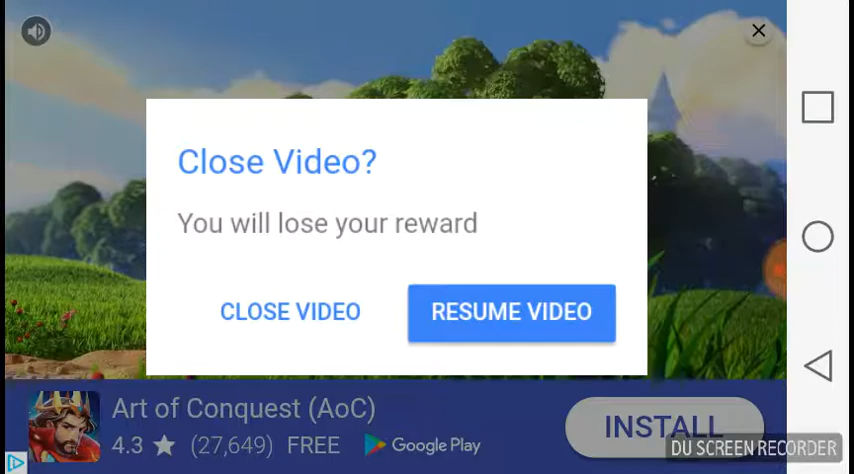 Close Video?
You will lose your reward
CLOSE VIDEO RESUME VIDEO
Art of Conquest (AoC)
4.3 ★ (27,649) FREE Google Play
INSTALL
DU SCREEN RECORDER